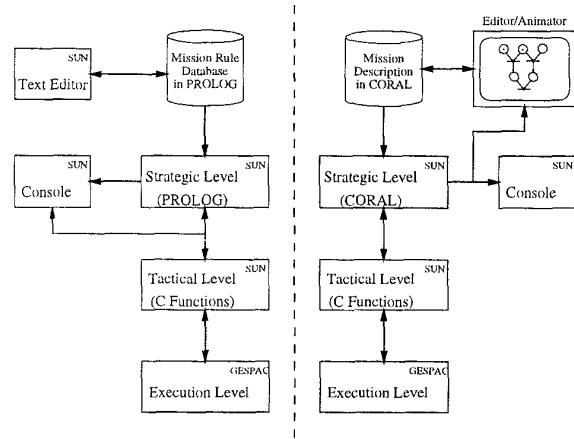 SUN
Text Editor
Mission Rule
Database
in PROLOG
SUN
Console
SUN
Strategic Level
(PROLOG)
SUN
Tactical Level
(C Functions)
GESPAC
Execution Level
Mission
Description
in CORAL
Editor/Animator
SUN
Strategic Level
(CORAL)
SUN
Console
SUN
Tactical Level
(C Functions)
GESPAC
Execution Level